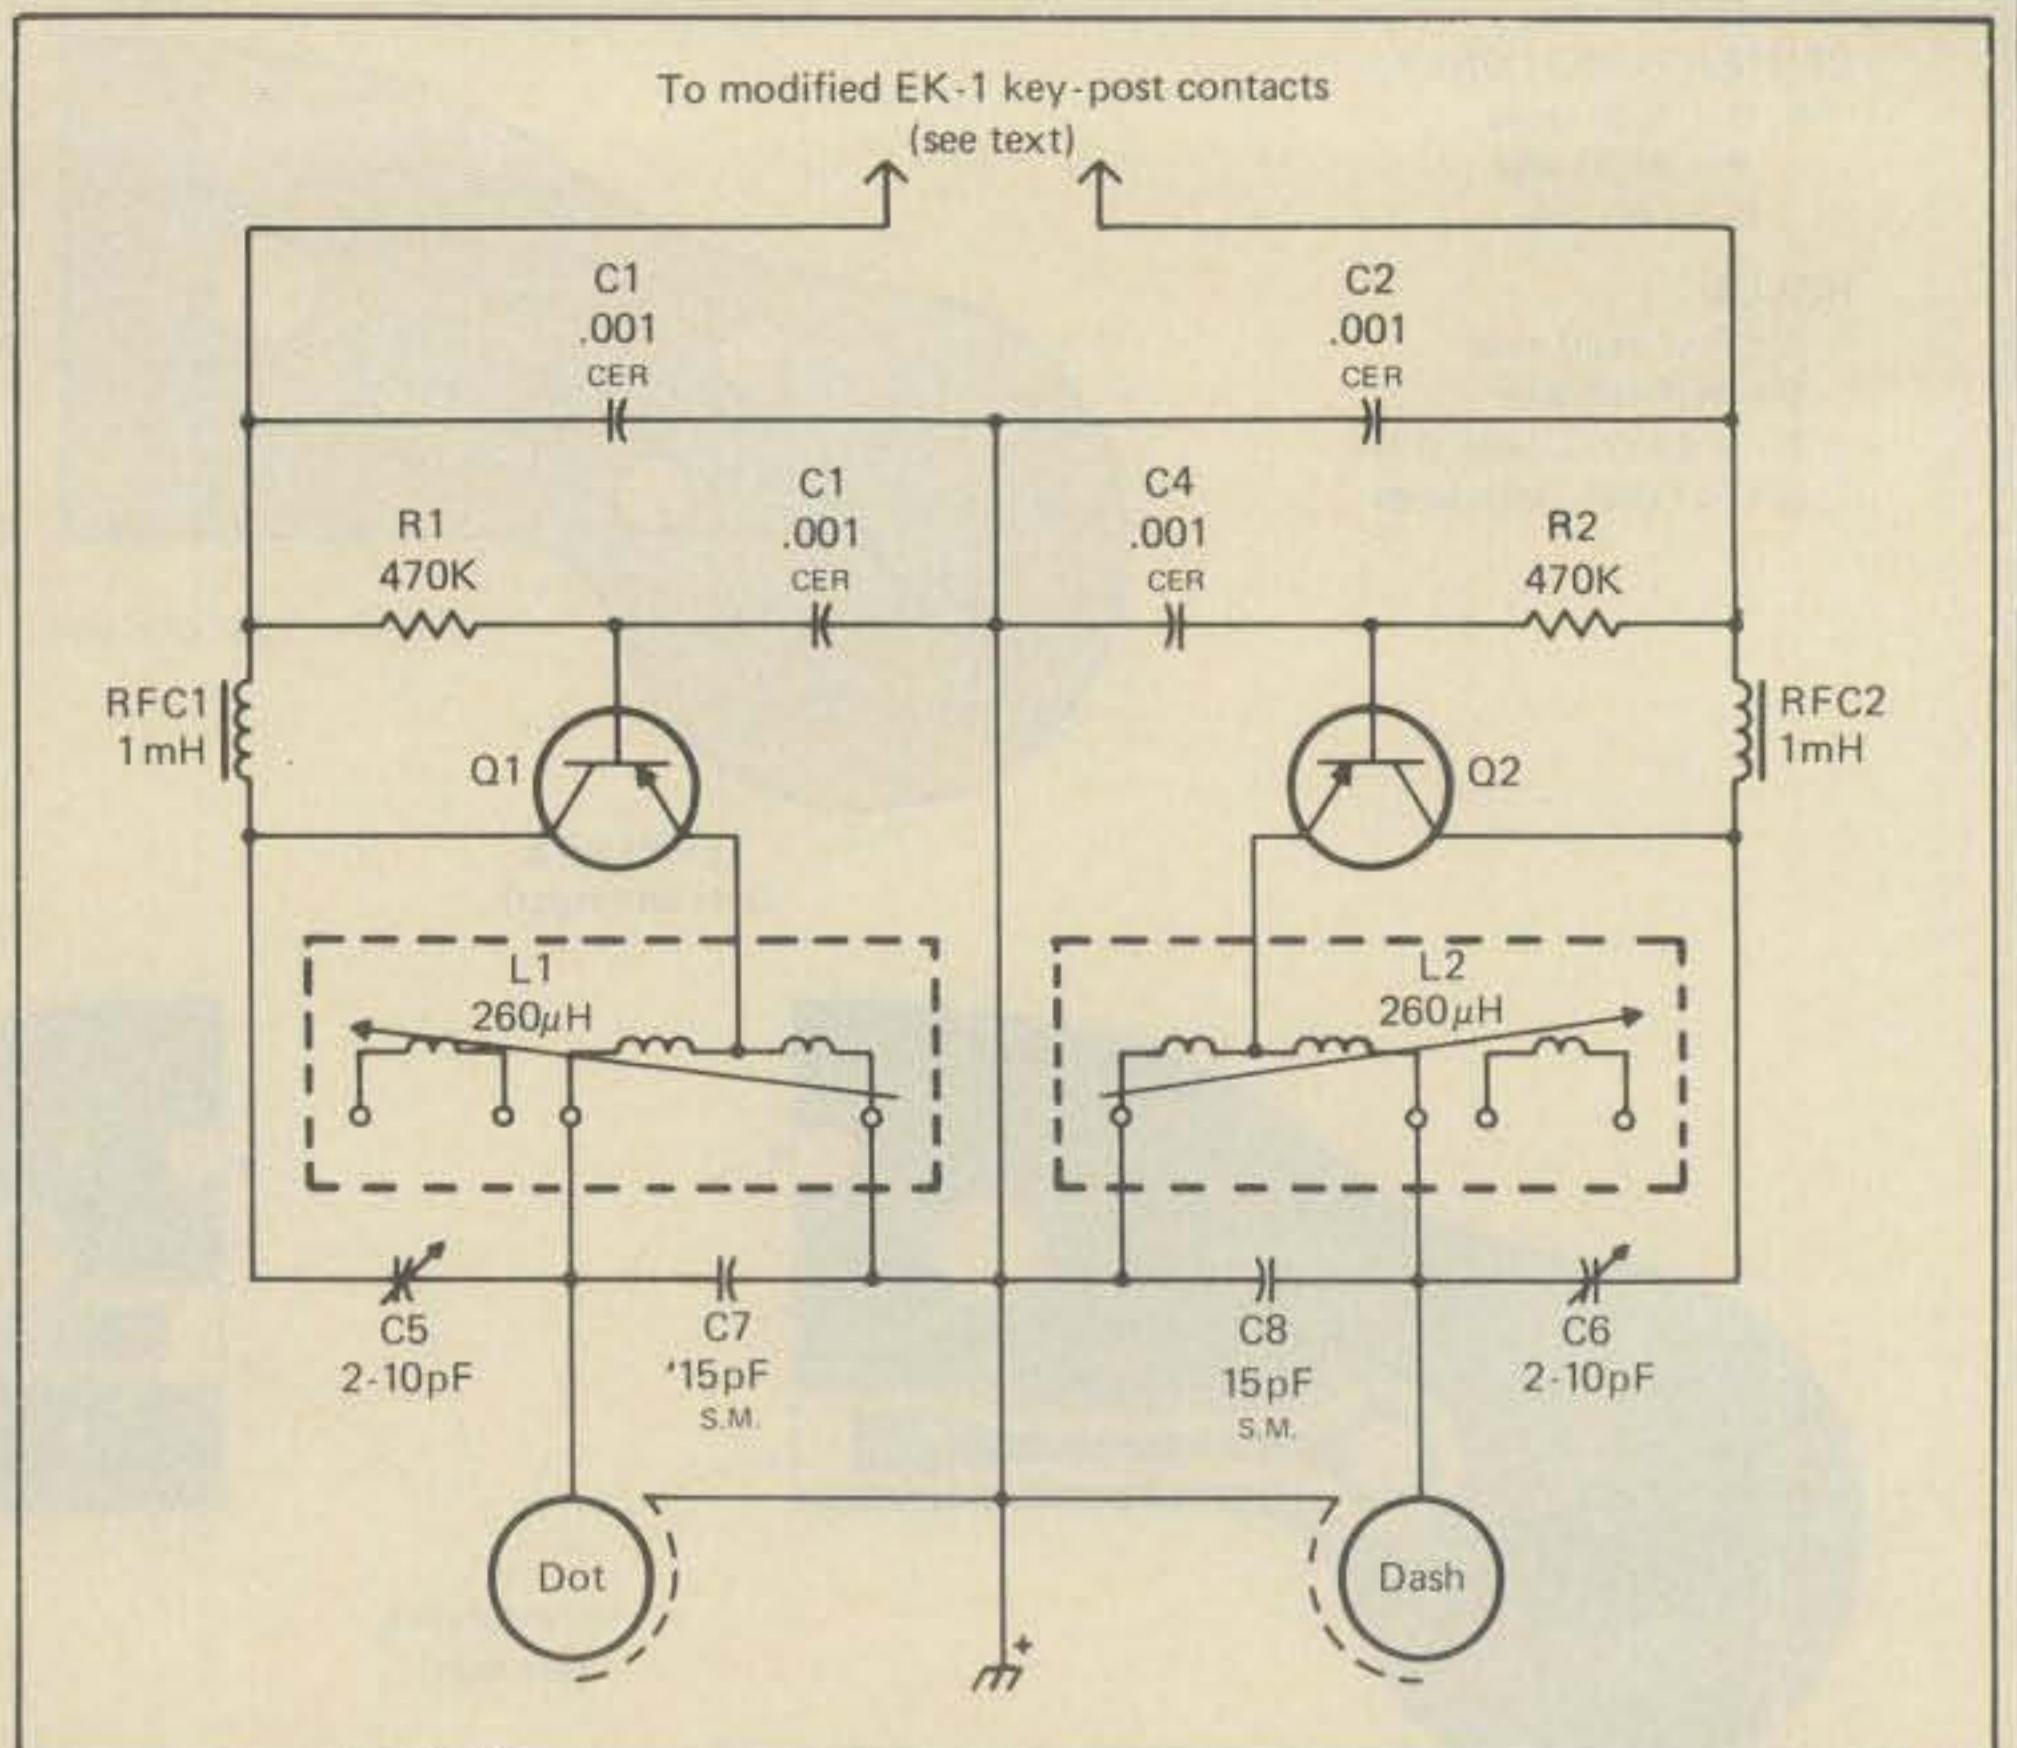 To modified EK-1 key-post contacts
(see text)
C1
.001
CER
C2
.001
CER
C1
.001
CER
C4
.001
CER
R1
470K
R2
470K
RFC1
1mH
Q1
Q2
RFC2
1mH
L1
260μH
L2
260μH
C5
2-10pF
C7
15pF
S.M.
C8
15pF
S.M.
C6
2-10pF
Dot
Dash
+